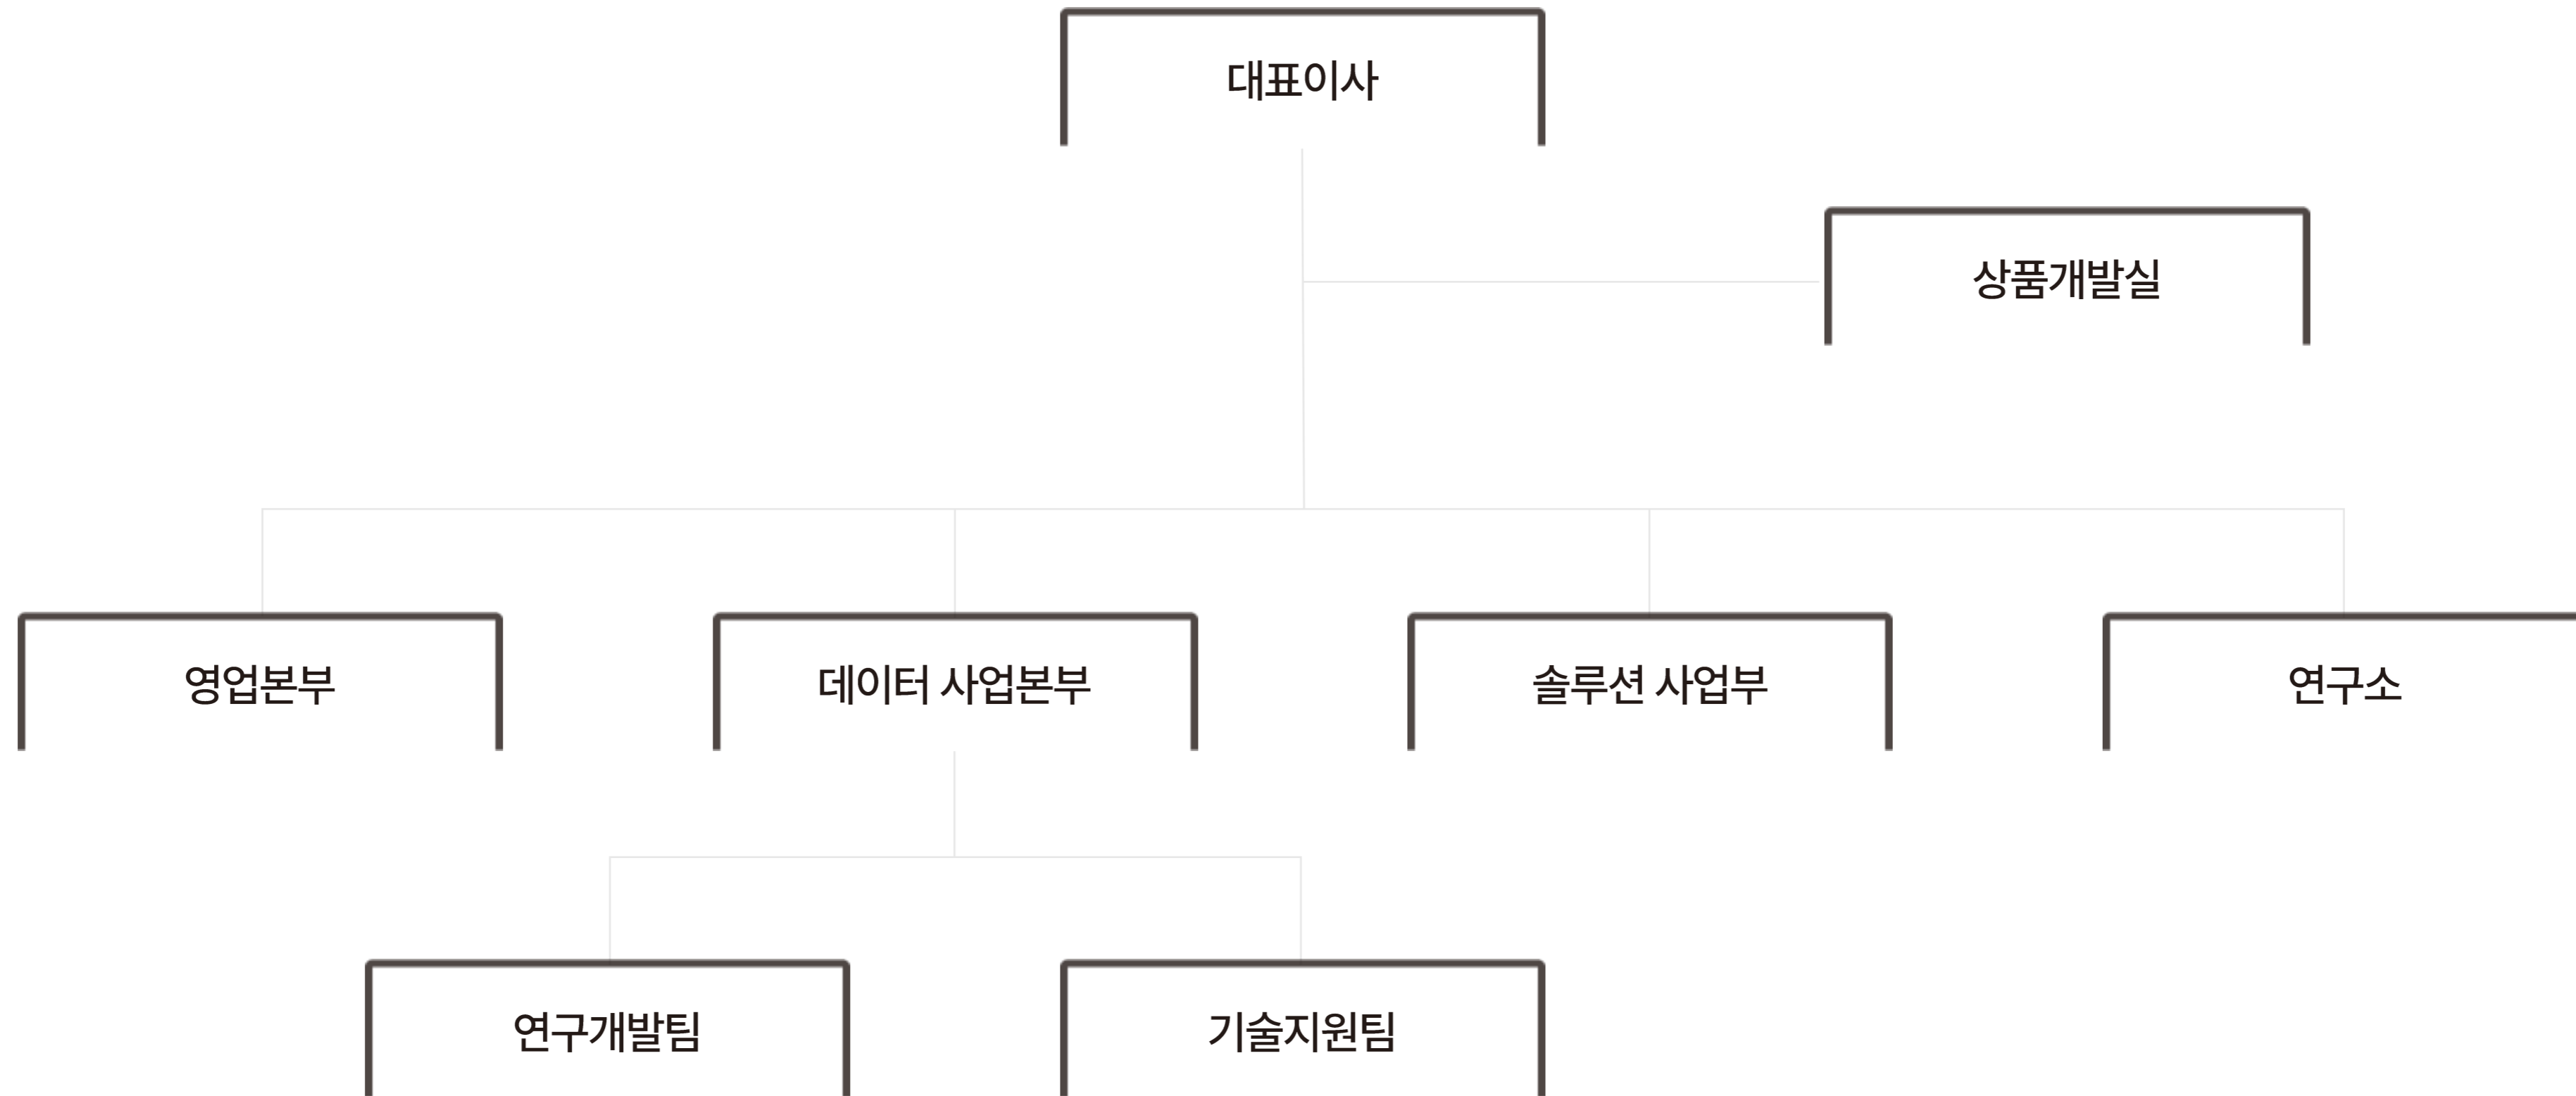 대표이사
상품개발실
영업본부
데이터 사업본부
솔루션 사업부
연구소
연구개발팀
기술지원팀